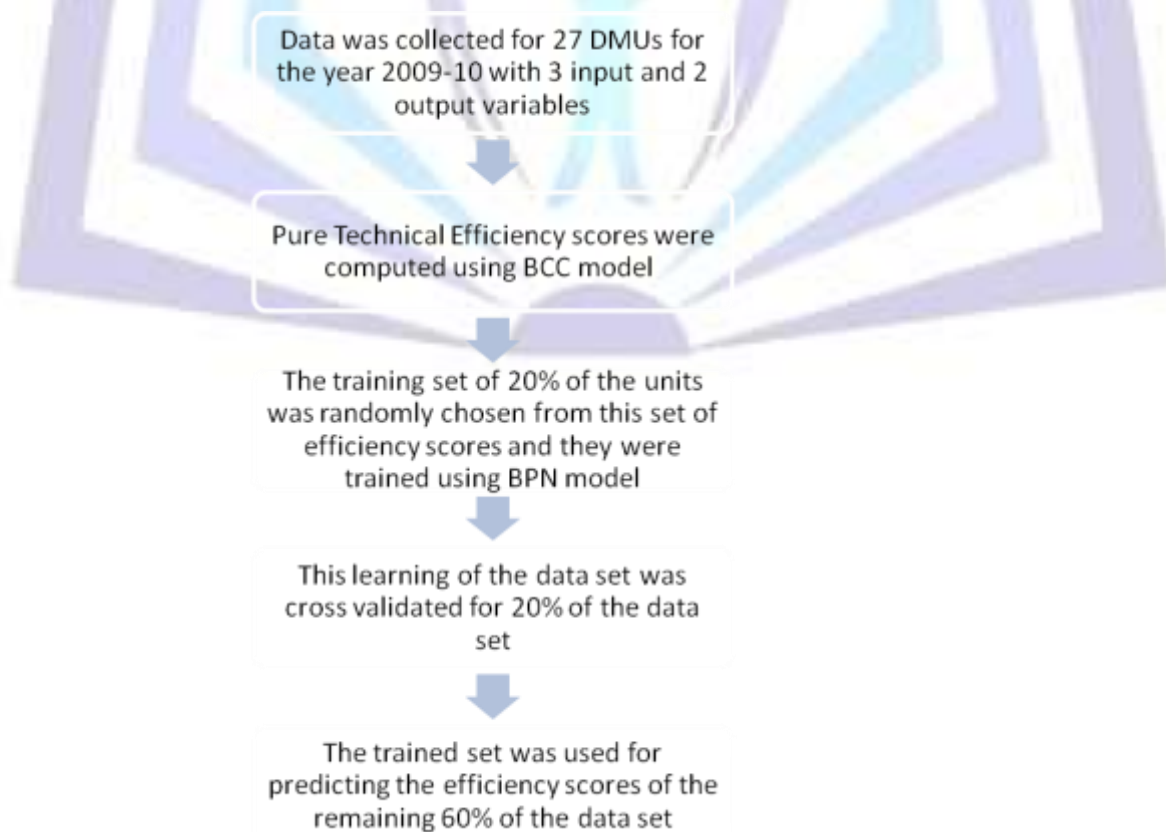 Data was collected for 27 DMUs for
the year 2009-10 with 3 input and 2
output variables
Pure Technical Efficiency scores were
computed using BCC model
The training set of 20% of the units
was randomly chosen from this set of
efficiency scores and they were
trained using BPN model
This learning of the data set was
cross validated for 20% of the data
set
The trained set was used for
predicting the efficiency scores of the
remaining 60% of the data set